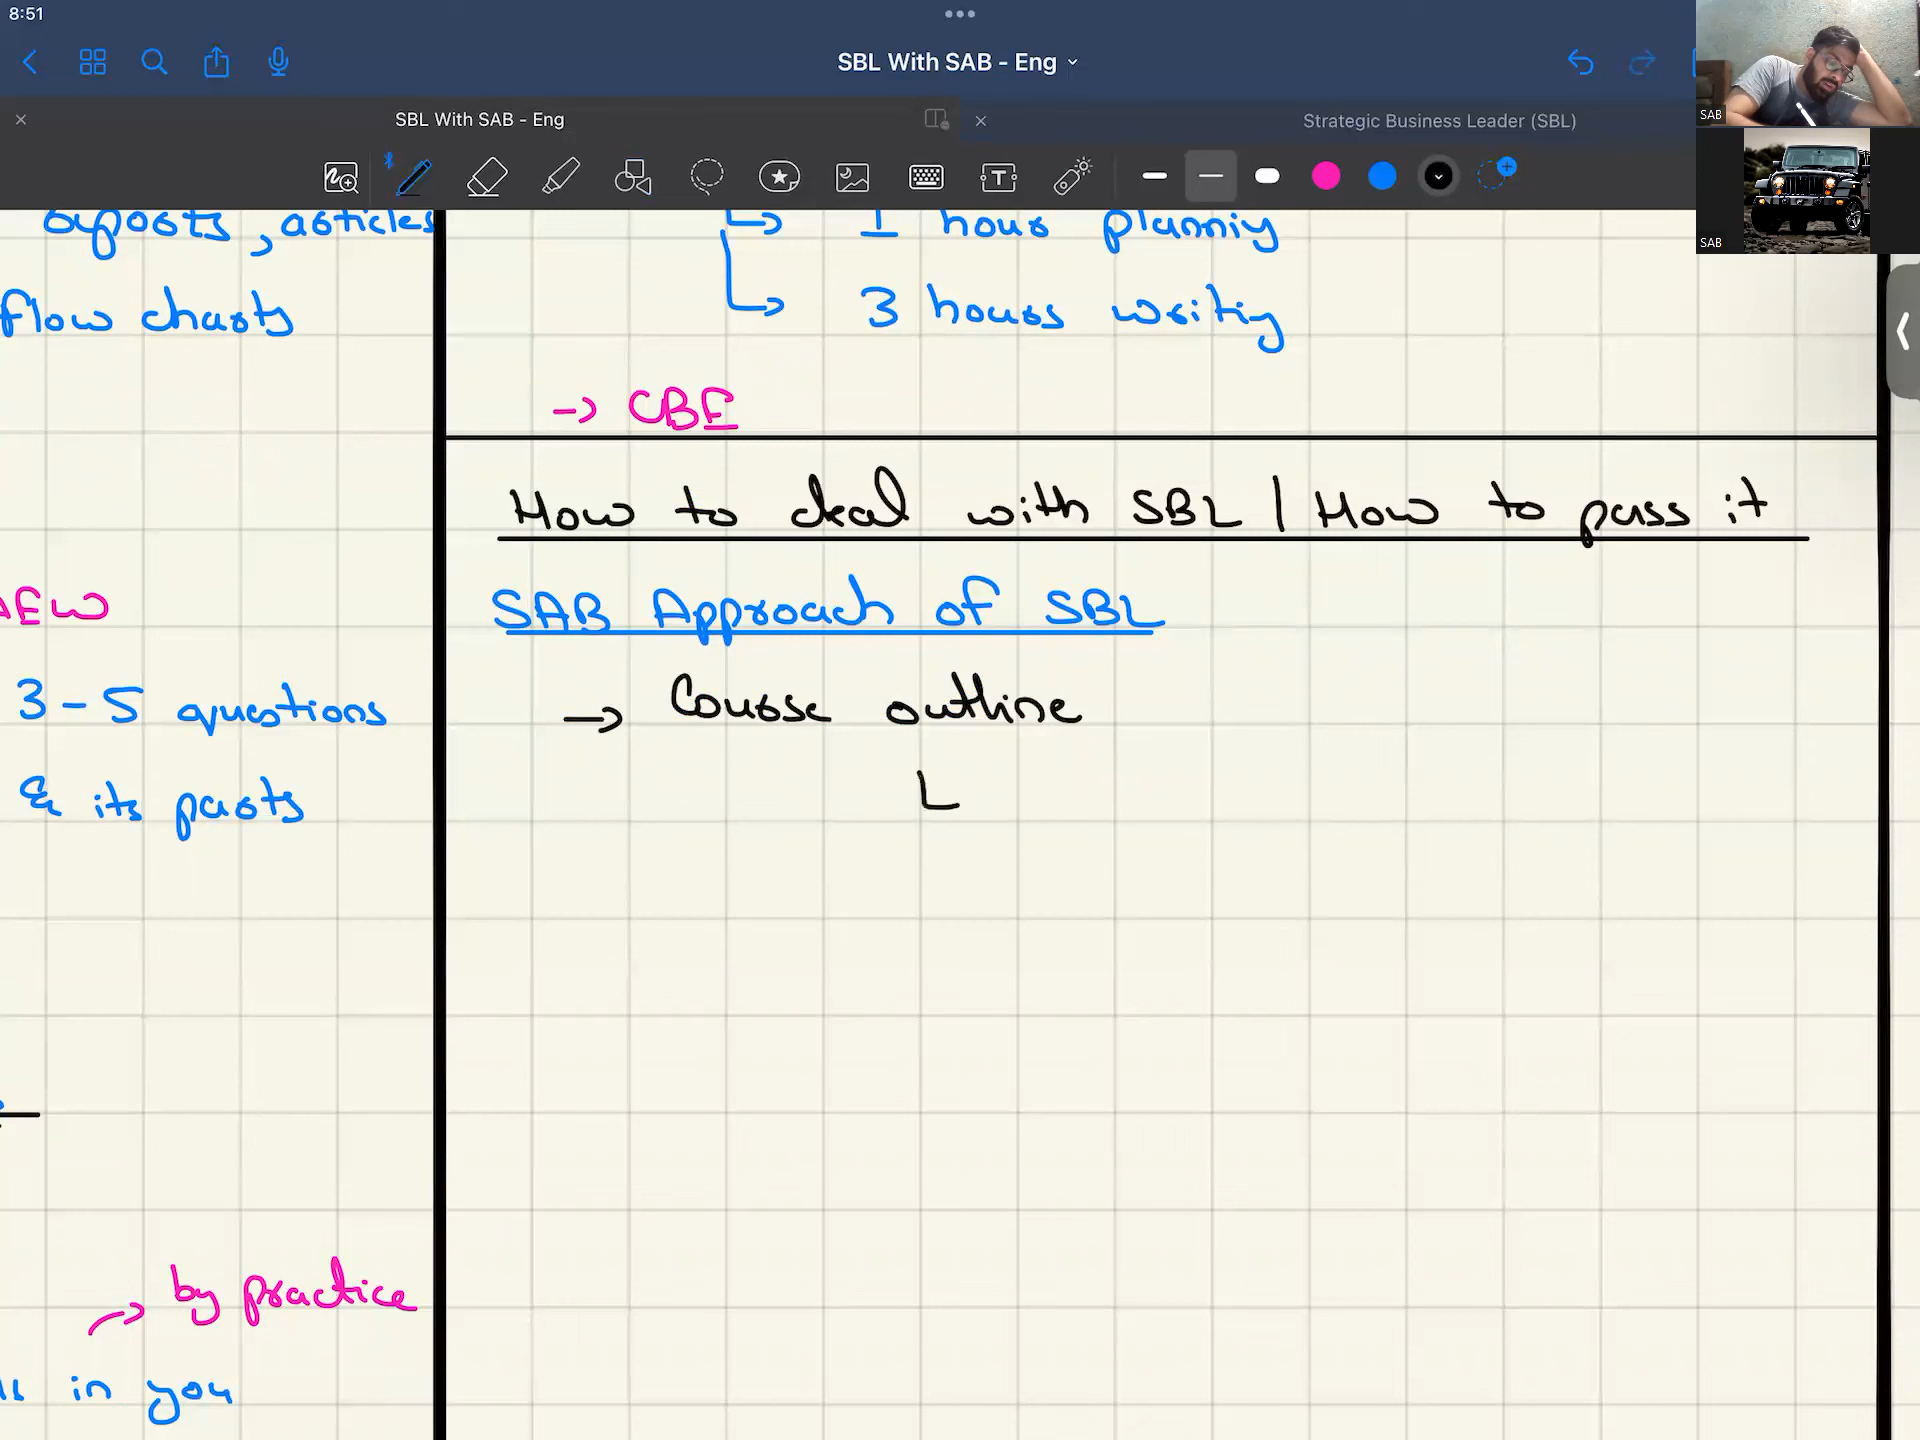 8:51
SBL With SAB - Eng
SBL With SAB - Eng
Strategic Business Leader (SBL)
SAB
SAB
reports, articles
flow charts
AEW
3-5 questions
& its parts
by practice
in you
1 hour planning
3 hours writing
→ CBE
How to deal with SBL / How to pass it
SAB Approach of SBL
→ Course outline